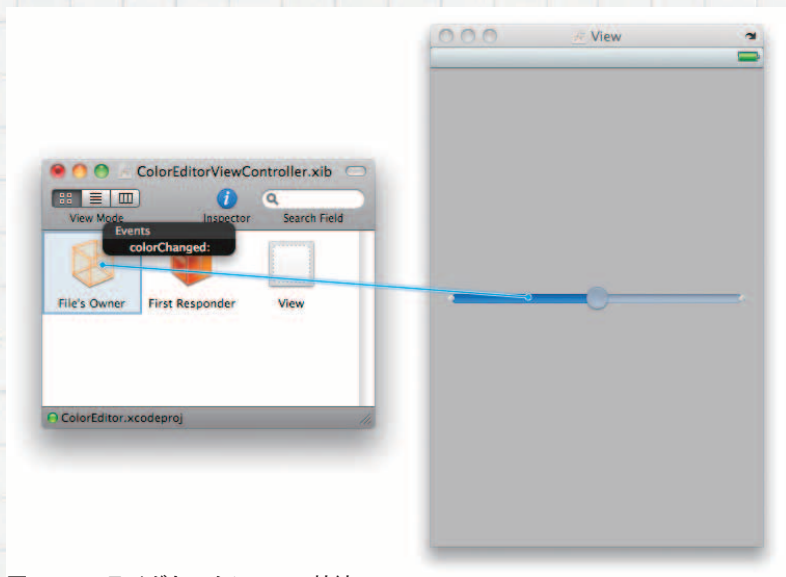 View
ColorEditorViewController.xib
View Mode
Inspector
Search Field
Events
colorChanged:
File's Owner
First Responder
View
ColorEditor.xcodeproj